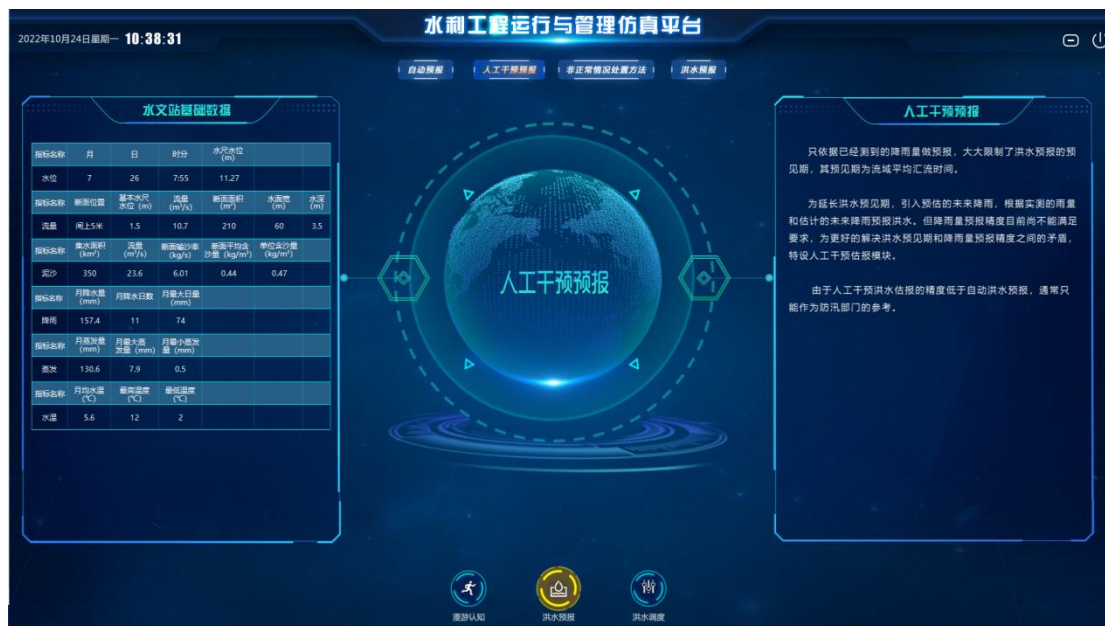 水利工程运行与管理仿真平台
2022年10月24日星期一 10:38:31
自动预报 人工干预预报 非正常情况处置方法 洪水预报
水文站基础数据
指标名称 月 日 时分 水尺水位(m)
水位 7 26 7:55 11.27
指标名称 断面位置 基本水尺水位(m) 流量(m³/s) 断面面积(m²) 水面宽(m) 水深(m)
流量 闸上5米 1.5 10.7 210 60 3.5
指标名称 集水面积(km²) 流量(m³/s) 断面输沙率(kg/s) 断面平均含沙量(kg/m³) 单位含沙量(kg/m³)
泥沙 350 23.6 6.01 0.44 0.47
指标名称 月降水量(mm) 月降水日数 月最大日量(mm)
降雨 157.4 11 74
指标名称 月蒸发量(mm) 月最大蒸发量(mm) 月最小蒸发量(mm)
蒸发 130.6 7.9 0.5
指标名称 月均水温(℃) 最高温度(℃) 最低温度(℃)
水温 5.6 12 2
人工干预预报
人工干预预报
只依据已经测到的降雨量做预报，大大限制了洪水预报的预
见期，其预见期为流域平均汇流时间。
为延长洪水预见期，引入预估的未来降雨，根据实测的雨量
和估计的未来降雨预报洪水。但降雨量预报精度目前尚不能满足
要求，为更好的解决洪水预见期和降雨量预报精度之间的矛盾，
特设人工干预估报模块。
由于人工干预洪水估报的精度低于自动洪水预报，通常只
能作为防汛部门的参考。
漫游认知 洪水预报 洪水调度